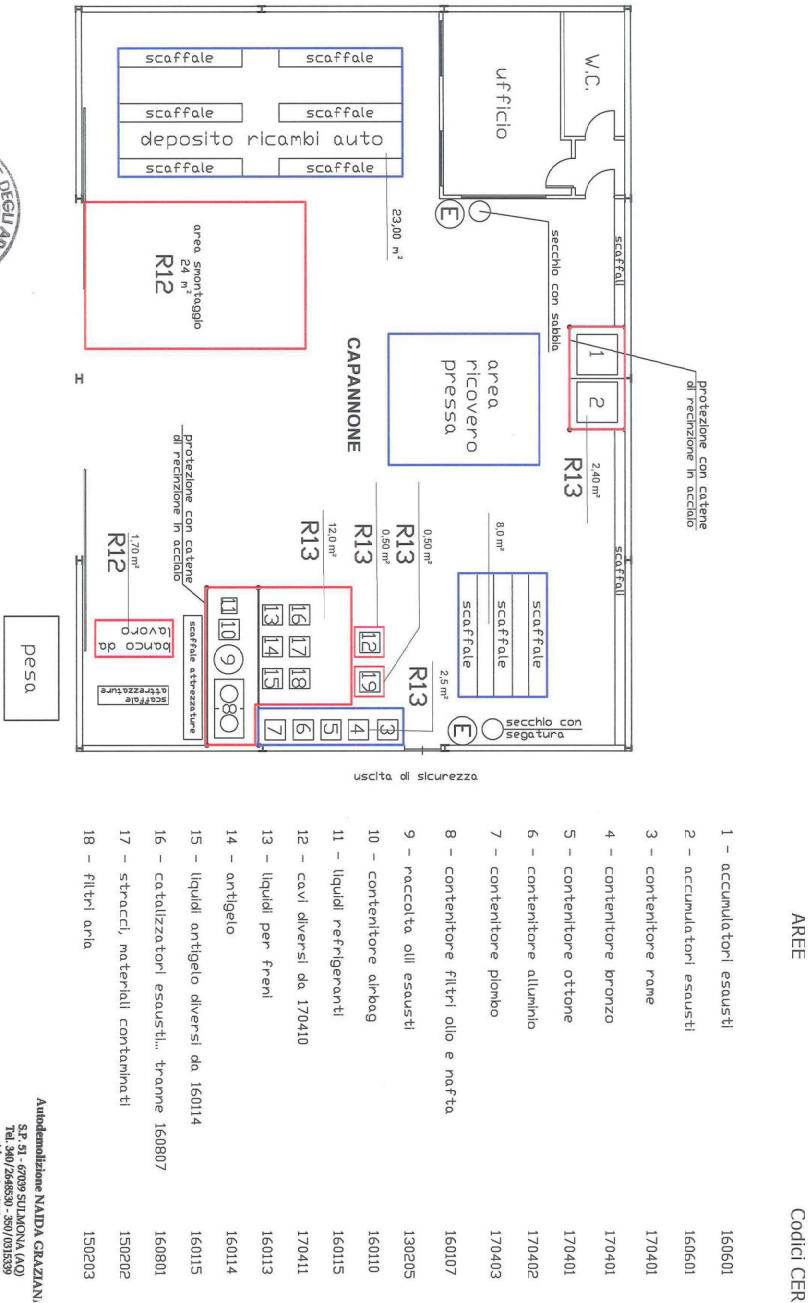 scaffale scaffale
scaffale scaffale
deposito ricambi auto
scaffale scaffale
ufficio
W.C.
23,00 m²
E
secchio con sabbia
scaffali
area smontaggio
24 m²
R12
CAPANNONE
area
ricovero
pressa
1
2
protezione con catene
di recinzione in acciaio
2,40 m²
R13
scaffali
protezione con catene
di recinzione in acciaio
1,70 m²
R12
12,0 m²
R13
0,50 m²
R13
0,50 m²
R13
8,0 m²
scaffale
scaffale
scaffale
2,5 m²
R13
banco da
lavoro
scaffale
attrezzature
scaffale attrezzature
11
10
9
8
13
14
15
16
17
18
12
19
7
6
5
4
3
E
secchio con
segatura
uscita di sicurezza
pesa
DEGLI
AREE Codici CER
1 - accumulatori esausti 160601
2 - accumulatori esausti 160601
3 - contenitore rame 170401
4 - contenitore bronzo 170401
5 - contenitore ottone 170401
6 - contenitore alluminio 170402
7 - contenitore piombo 170403
8 - contenitore filtri olio e nafta 160107
9 - raccolta olii esausti 130205
10 - contenitore airbag 160110
11 - liquidi refrigeranti 160115
12 - cavi diversi da 170410 170411
13 - liquidi per freni 160113
14 - antigelo 160114
15 - liquidi antigelo diversi da 160114 160115
16 - catalizzatori esausti... tranne 160807 160801
17 - stracci, materiali contaminati 150202
18 - filtri aria 150203
Autodemolizione NAIDA GRAZIAN
S.P. 51 - 67039 SULMONA (AQ)
Tel. 340/2648530 - 350/0315339